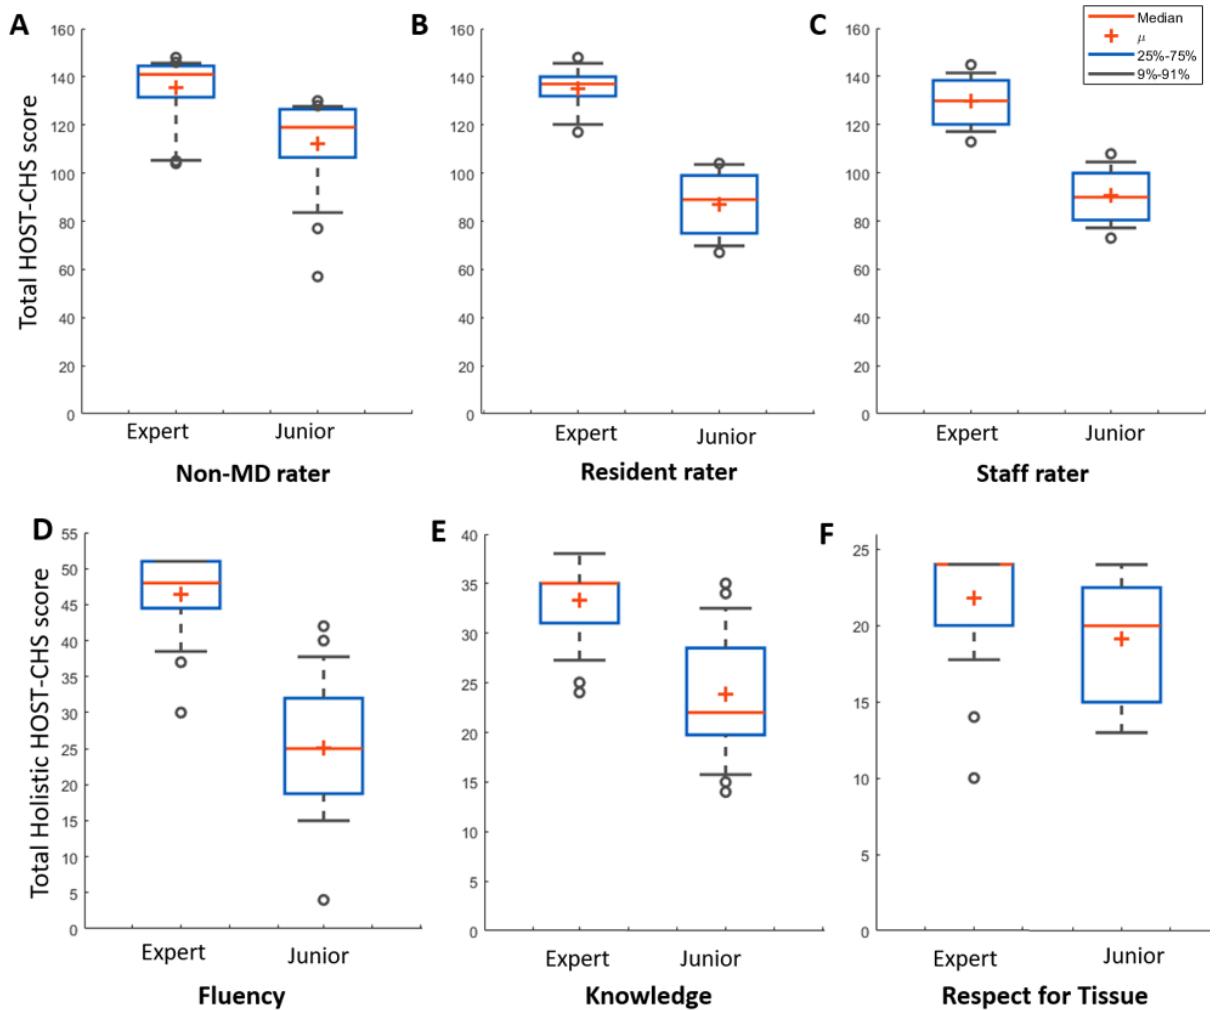 A
B
C
Median
μ
25%-75%
9%-91%
Total HOST-CHS score
160
140
120
100
80
60
40
20
0
Expert
Junior
Non-MD rater
160
140
120
100
80
60
40
20
0
Expert
Junior
Resident rater
160
140
120
100
80
60
40
20
0
Expert
Junior
Staff rater
D
E
F
Total Holistic HOST-CHS score
55
50
45
40
35
30
25
20
15
10
5
0
Expert
Junior
Fluency
40
35
30
25
20
15
10
5
0
Expert
Junior
Knowledge
25
20
15
10
5
0
Expert
Junior
Respect for Tissue